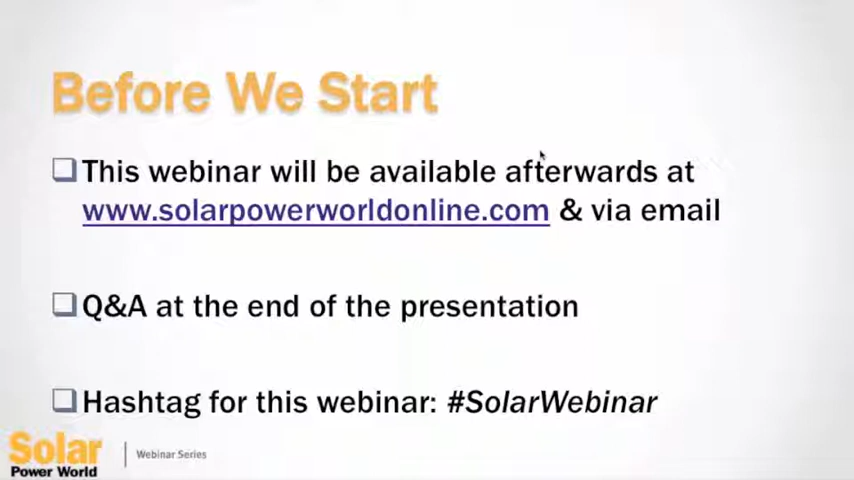 Before We Start
This webinar will be available afterwards at
www.solarpowerworldonline.com & via email
Q&A at the end of the presentation
Hashtag for this webinar: #SolarWebinar
Solar
Power World
Webinar Series